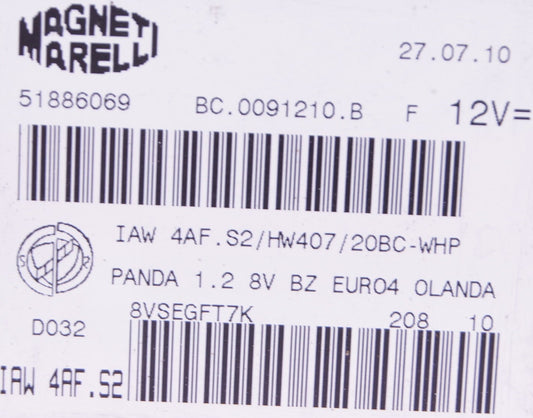 MAGNETI
MARELLI
27.07.10
51886069 BC.0091210.B F 12V=
IAW 4AF.S2/HW407/20BC-WHP
S R
PANDA 1.2 8V BZ EURO4 OLANDA
8VSEGFT7K 208 10
D032
IAW 4AF.S2